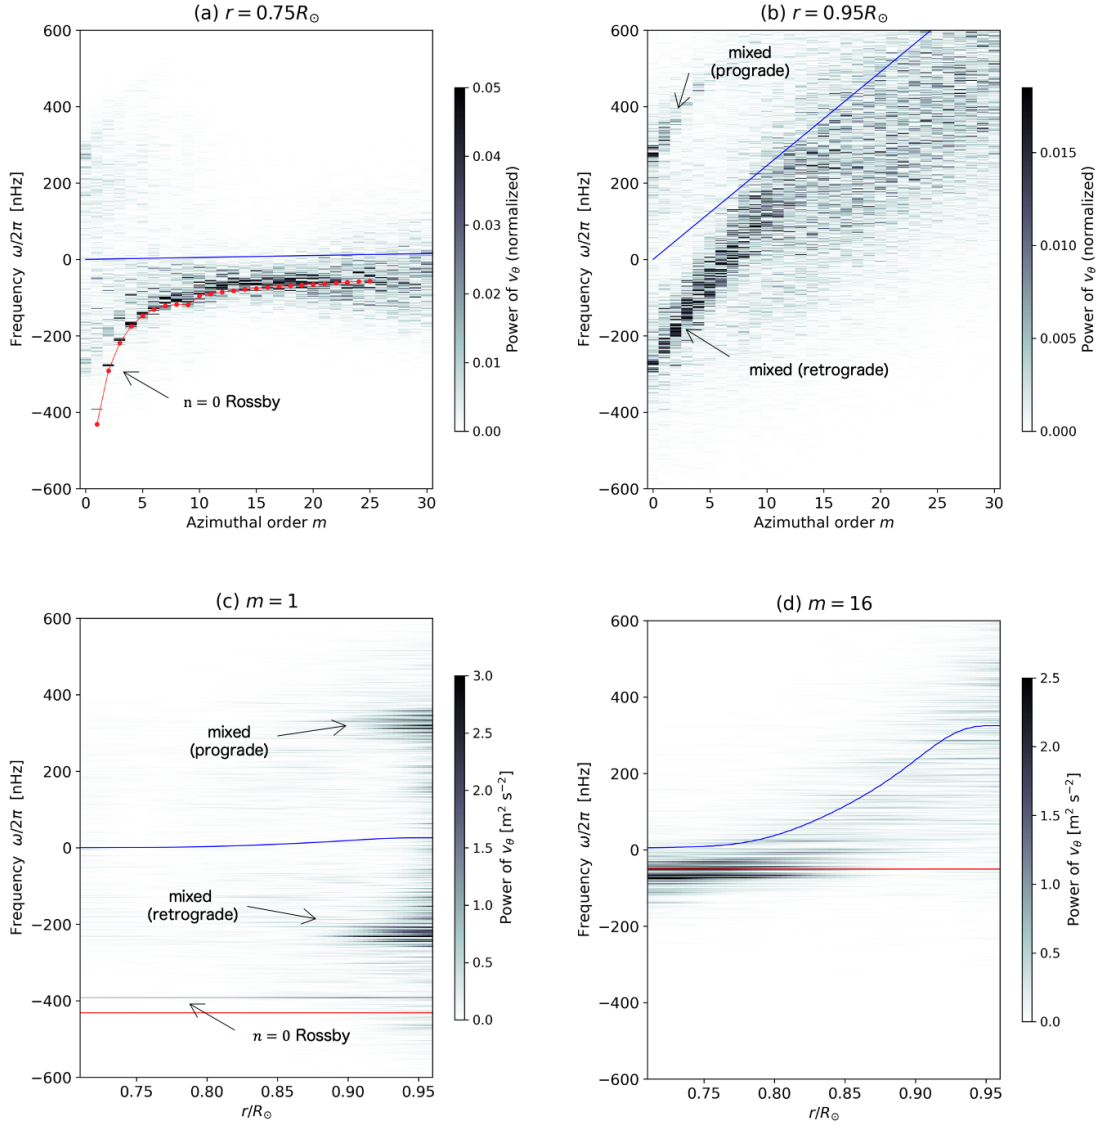 (a) r = 0.75R⊙
600
400
200
0
−200
−400
−600
Frequency ω/2π [nHz]
n = 0 Rossby
0 5 10 15 20 25 30
Azimuthal order m
0.05
0.04
0.03
0.02
0.01
0.00
Power of vθ (normalized)
(b) r = 0.95R⊙
600
400
200
0
−200
−400
−600
Frequency ω/2π [nHz]
mixed
(prograde)
mixed (retrograde)
0 5 10 15 20 25 30
Azimuthal order m
0.015
0.010
0.005
0.000
Power of vθ (normalized)
(c) m = 1
600
400
200
0
−200
−400
−600
Frequency ω/2π [nHz]
mixed
(prograde)
mixed
(retrograde)
n = 0 Rossby
0.75 0.80 0.85 0.90 0.95
r/R⊙
3.0
2.5
2.0
1.5
1.0
0.5
0.0
Power of vθ [m² s⁻²]
(d) m = 16
600
400
200
0
−200
−400
−600
Frequency ω/2π [nHz]
0.75 0.80 0.85 0.90 0.95
r/R⊙
2.5
2.0
1.5
1.0
0.5
0.0
Power of vθ [m² s⁻²]